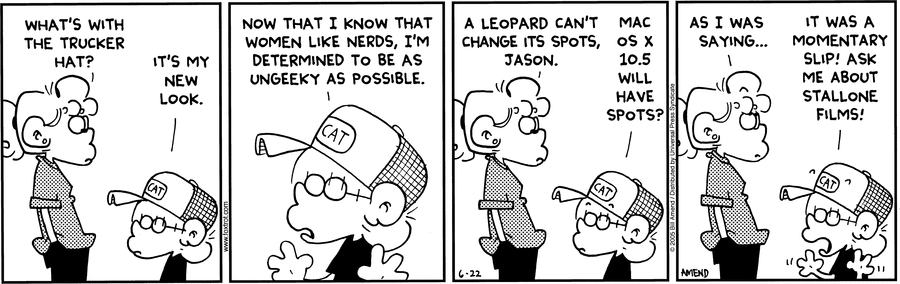 WHAT'S WITH
THE TRUCKER
HAT?
IT'S MY
NEW
LOOK.
CAT
www.foxtrot.com
NOW THAT I KNOW THAT
WOMEN LIKE NERDS, I'M
DETERMINED TO BE AS
UNGEEKY AS POSSIBLE.
CAT
A LEOPARD CAN'T
CHANGE ITS SPOTS,
JASON.
MAC
OS X
10.5
WILL
HAVE
SPOTS?
CAT
6-22
AS I WAS
SAYING...
IT WAS A
MOMENTARY
SLIP! ASK
ME ABOUT
STALLONE
FILMS!
CAT
AMEND